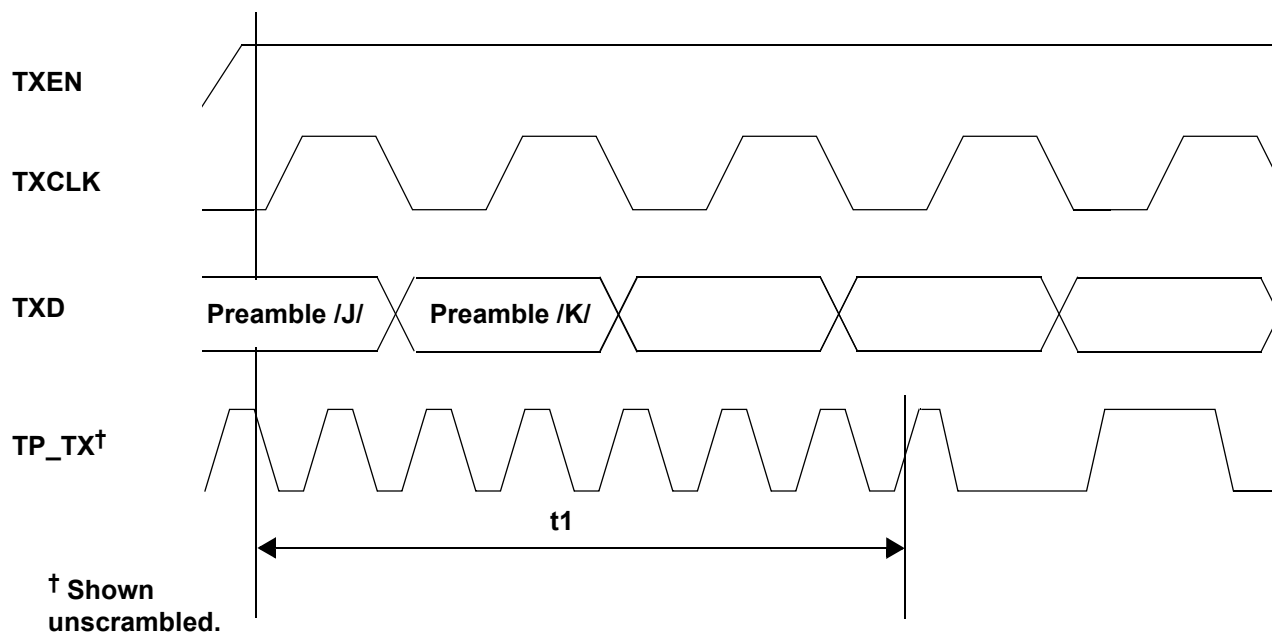 TXEN
TXCLK
TXD
Preamble /J/
Preamble /K/
TP_TX†
t1
† Shown
unscrambled.